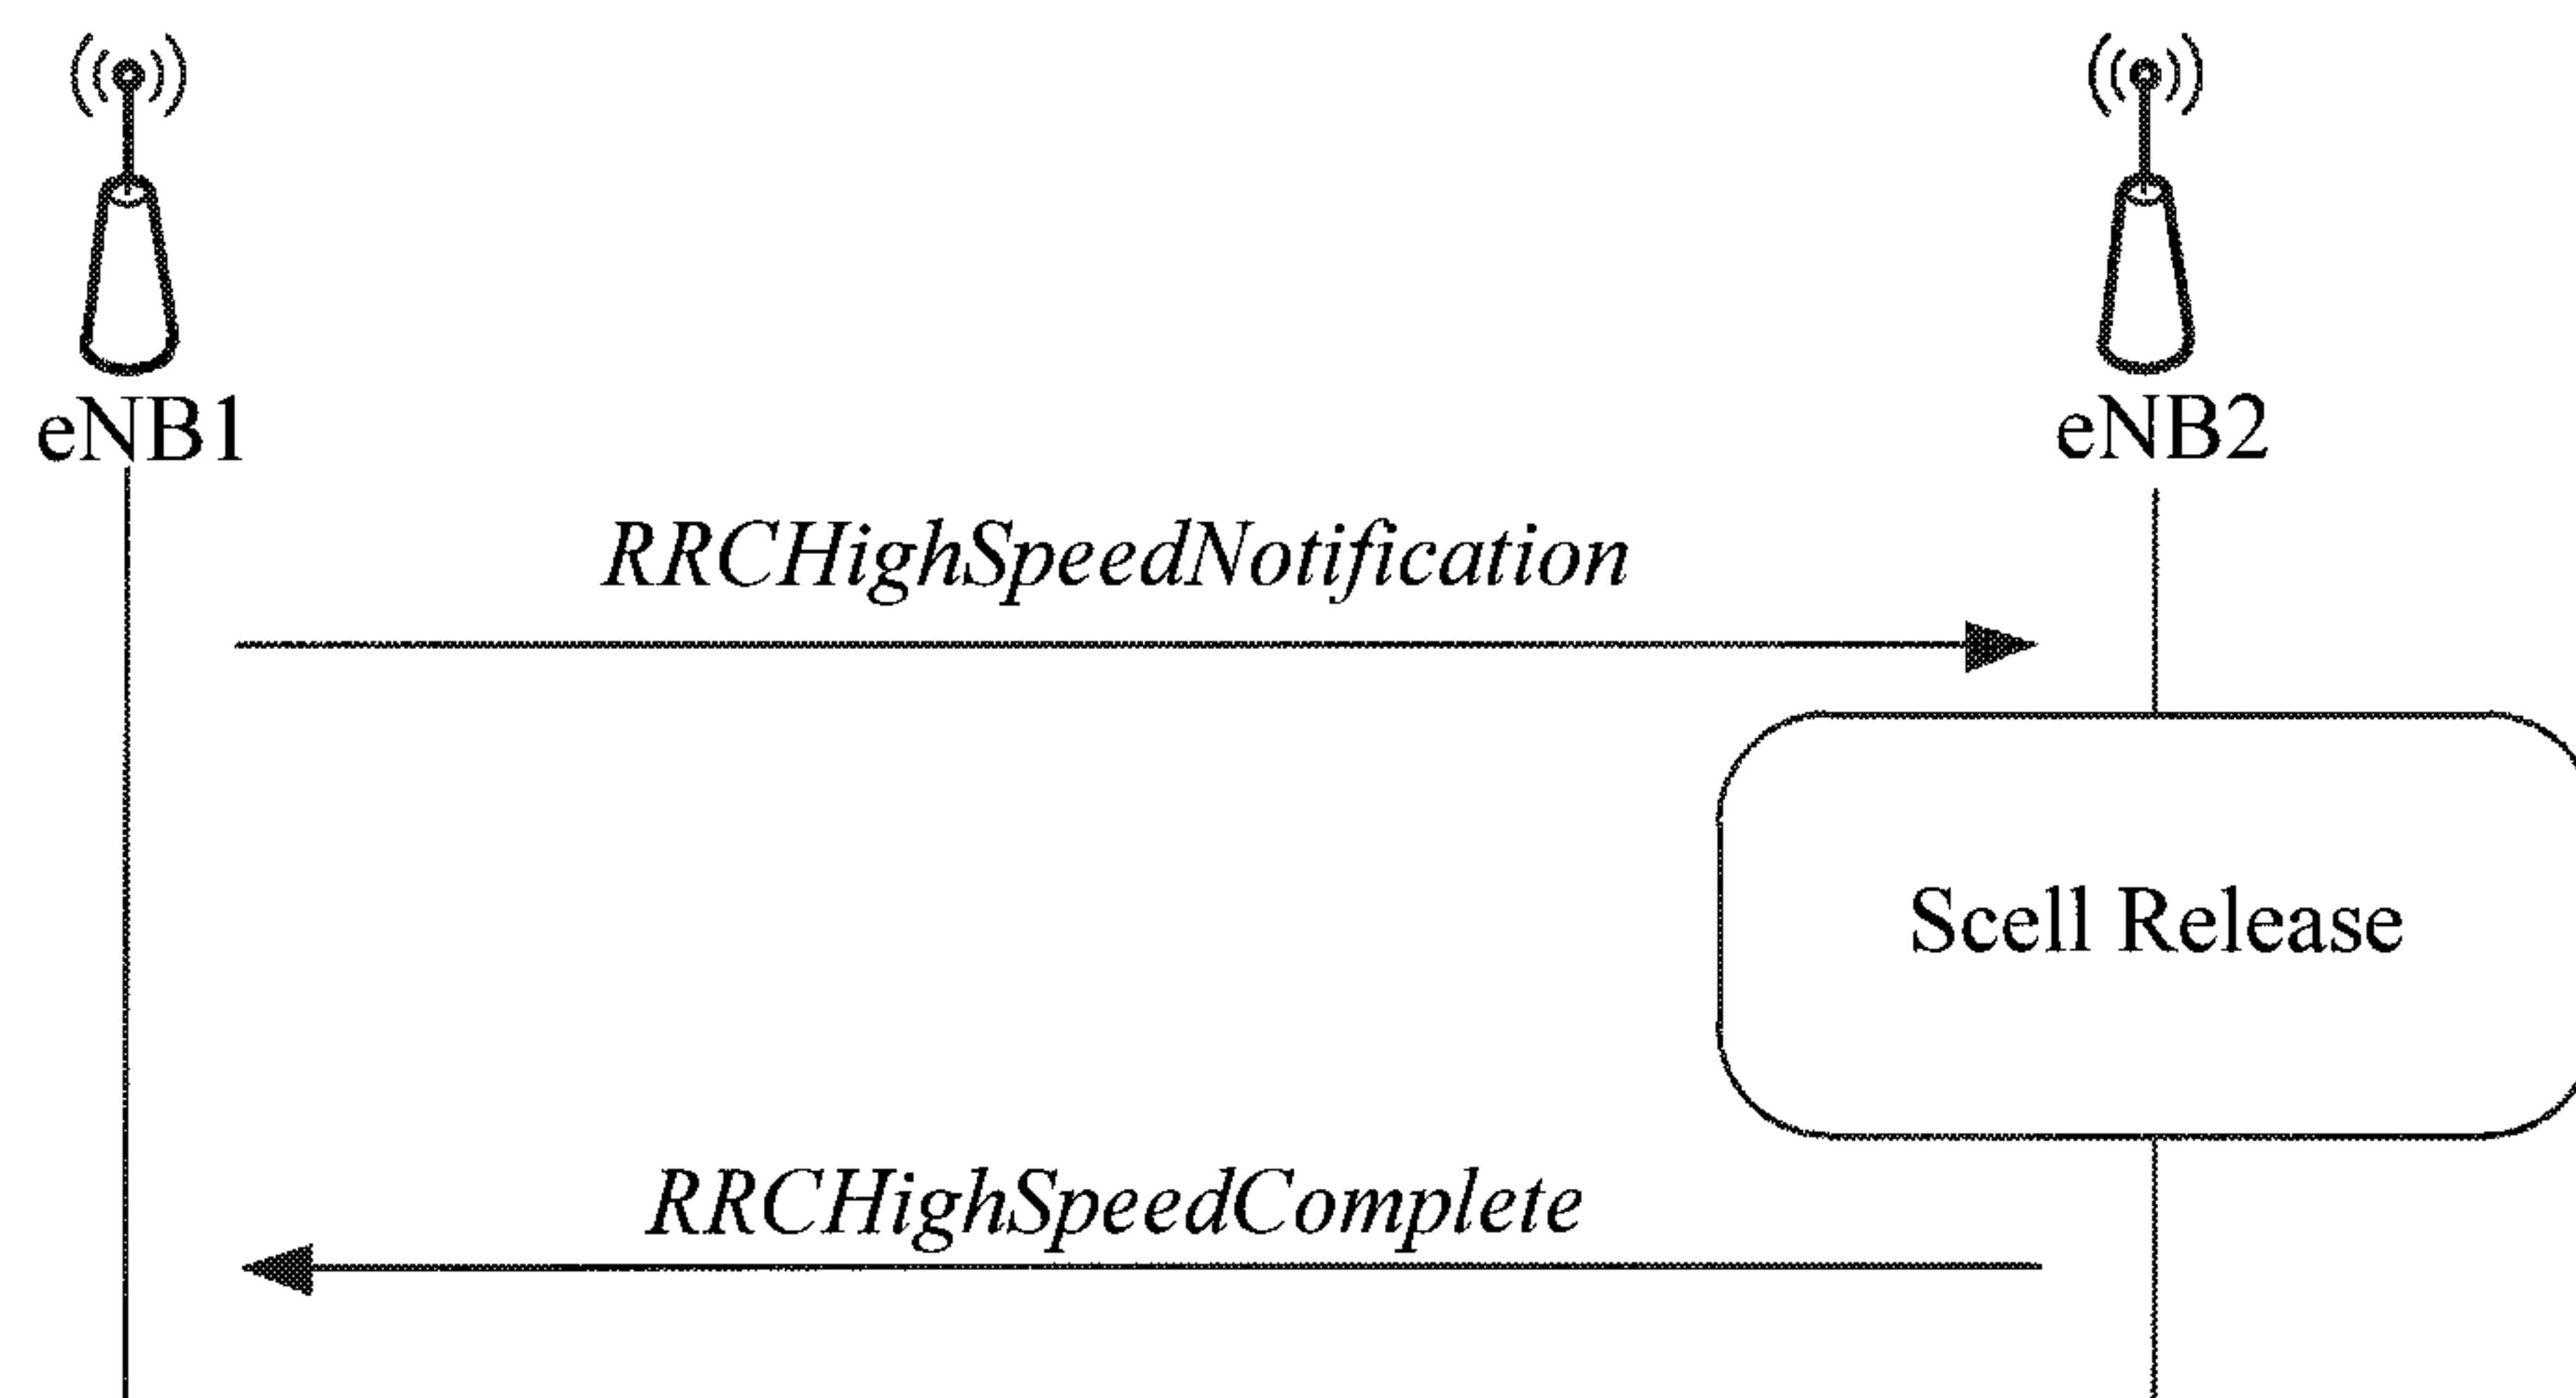 eNB1
eNB2
RRCHighSpeedNotification
Scell Release
RRCHighSpeedComplete